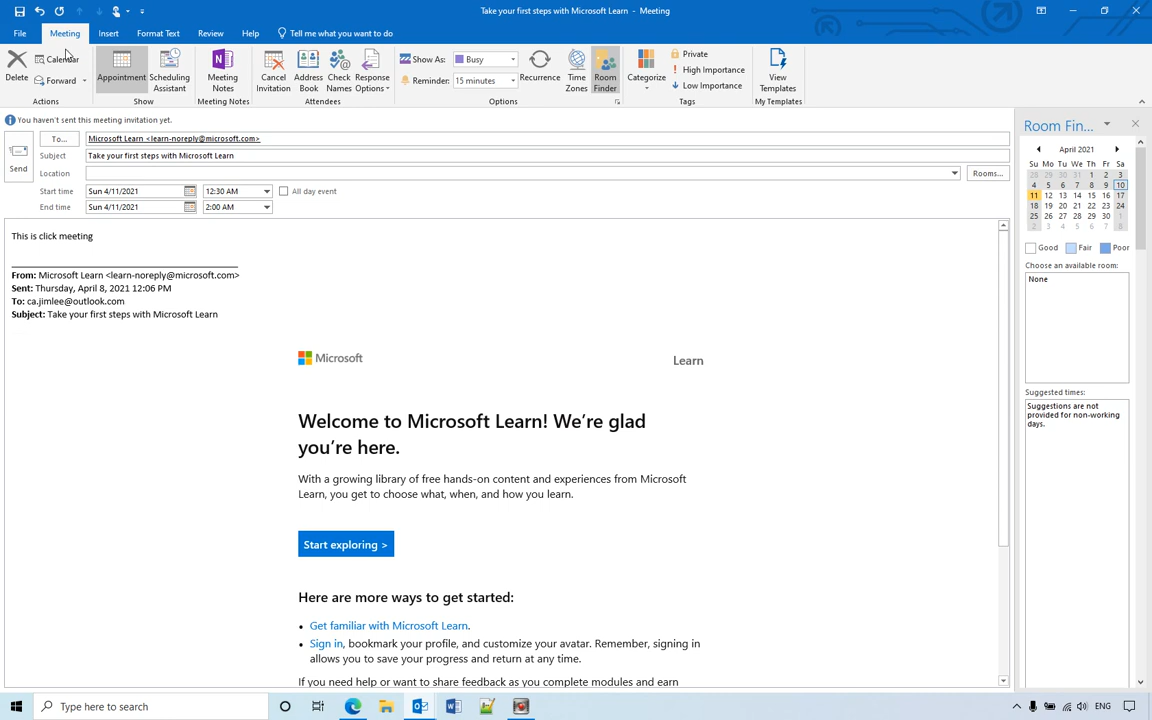 Take your first steps with Microsoft Learn - Meeting
File Meeting Insert Format Text Review Help Tell me what you want to do
Delete
Calendar
Forward
Actions
Appointment
Scheduling Assistant
Show
Meeting Notes
Meeting Notes
Cancel Invitation
Address Book
Check Names
Response Options
Attendees
Show As: Busy
Reminder: 15 minutes
Recurrence
Time Zones
Room Finder
Options
Categorize
Private
High Importance
Low Importance
Tags
View Templates
My Templates
You haven't sent this meeting invitation yet.
Send
To... Microsoft Learn <learn-noreply@microsoft.com>
Subject Take your first steps with Microsoft Learn
Location Rooms...
Start time Sun 4/11/2021 12:30 AM All day event
End time Sun 4/11/2021 2:00 AM
This is click meeting
From: Microsoft Learn <learn-noreply@microsoft.com>
Sent: Thursday, April 8, 2021 12:06 PM
To: ca.jimlee@outlook.com
Subject: Take your first steps with Microsoft Learn
Microsoft Learn
Welcome to Microsoft Learn! We're glad
you're here.
With a growing library of free hands-on content and experiences from Microsoft
Learn, you get to choose what, when, and how you learn.
Start exploring >
Here are more ways to get started:
• Get familiar with Microsoft Learn.
• Sign in, bookmark your profile, and customize your avatar. Remember, signing in
allows you to save your progress and return at any time.
If you need help or want to share feedback as you complete modules and earn
Room Fin...
April 2021
Su Mo Tu We Th Fr Sa
28 29 30 31 1 2 3
4 5 6 7 8 9 10
11 12 13 14 15 16 17
18 19 20 21 22 23 24
25 26 27 28 29 30 1
2 3 4 5 6 7 8
Good Fair Poor
Choose an available room:
None
Suggested times:
Suggestions are not
provided for non-working
days.
Type here to search
ENG